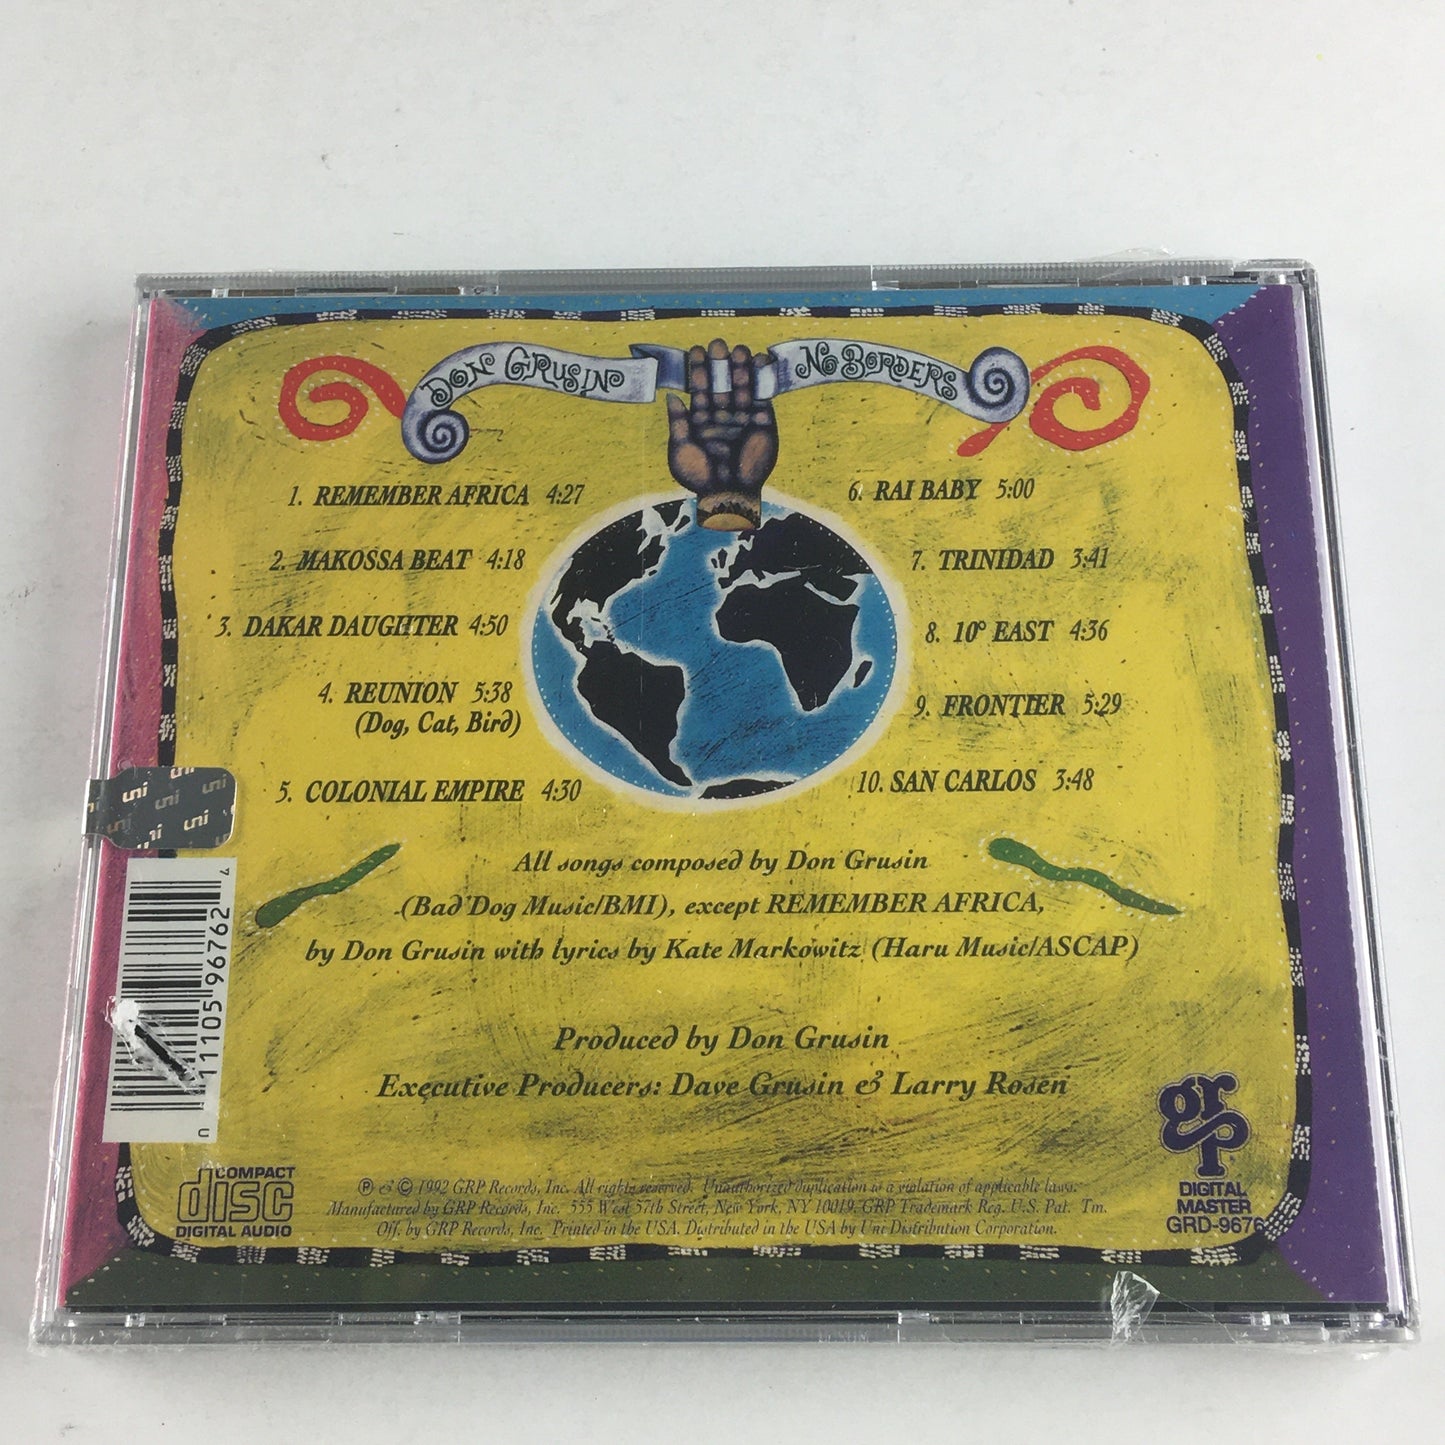 DON GRUSIN NO BORDERS
1. REMEMBER AFRICA 4:27
2. MAKOSSA BEAT 4:18
3. DAKAR DAUGHTER 4:50
4. REUNION 5:38
(Dog, Cat, Bird)
5. COLONIAL EMPIRE 4:30
6. RAI BABY 5:00
7. TRINIDAD 3:41
8. 10° EAST 4:36
9. FRONTIER 5:29
10. SAN CARLOS 3:48
All songs composed by Don Grusin
(Bad Dog Music/BMI), except REMEMBER AFRICA,
by Don Grusin with lyrics by Kate Markowitz (Haru Music/ASCAP)
Produced by Don Grusin
Executive Producers: Dave Grusin & Larry Rosen
℗ & © 1992 GRP Records, Inc. All rights reserved. Unauthorized duplication is a violation of applicable laws.
Manufactured by GRP Records, Inc. 555 West 57th Street, New York, NY 10019. GRP Trademark Reg. U.S. Pat. Tm.
Off. by GRP Records, Inc. Printed in the USA. Distributed in the USA by Uni Distribution Corporation.
COMPACT
disc
DIGITAL AUDIO
grp
DIGITAL
MASTER
GRD-9676
uni uni uni
uni uni uni
0 11105 96762 4